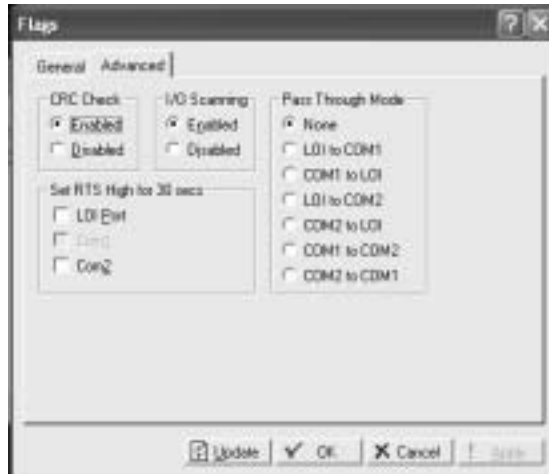 Flags
General Advanced
CRC Check
Enabled
Disabled
I/O Scanning
Enabled
Disabled
Pass Through Mode
None
LOI to COM1
COM1 to LOI
LOI to COM2
COM2 to LOI
COM1 to COM2
COM2 to COM1
Set RTS High for 30 secs
LOI Port
Com1
Com2
Update OK Cancel ! Apply